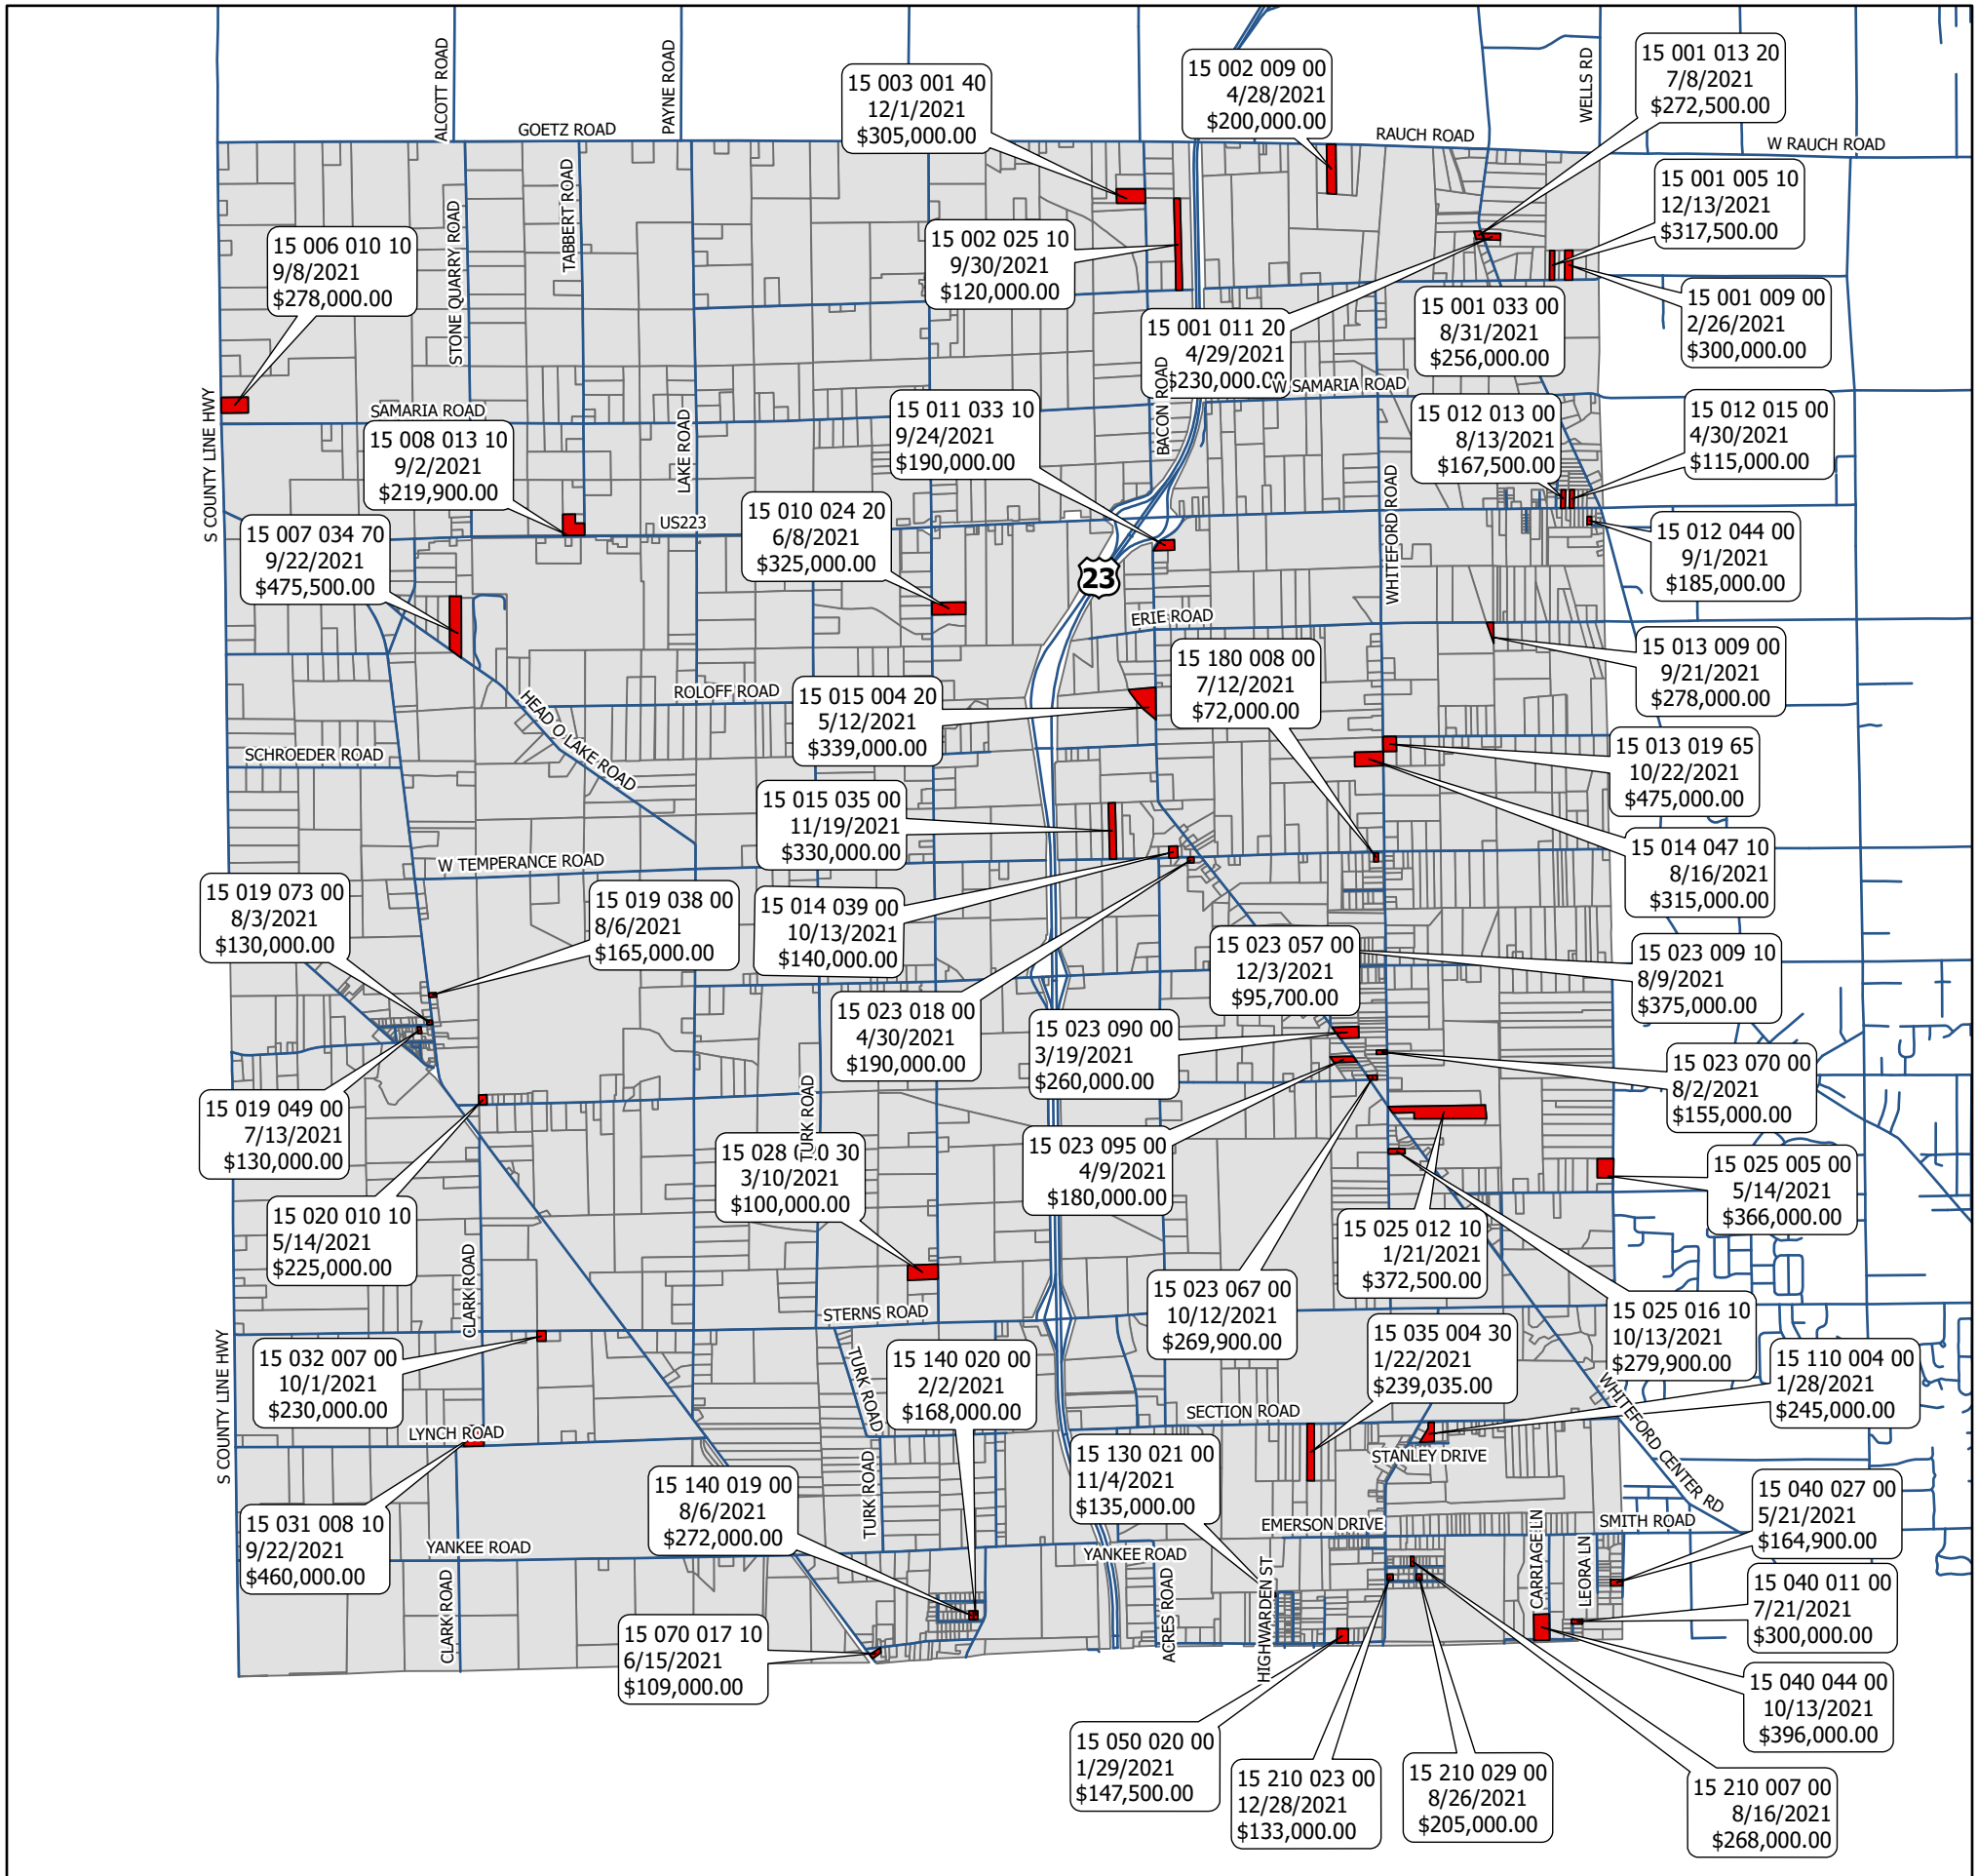 ALCOTT ROAD
PAYNE ROAD
WELLS RD
GOETZ ROAD
RAUCH ROAD
W RAUCH ROAD
15 003 001 40
12/1/2021
$305,000.00
15 002 009 00
4/28/2021
$200,000.00
15 001 013 20
7/8/2021
$272,500.00
15 001 005 10
12/13/2021
$317,500.00
STONE QUARRY ROAD
TABBERT ROAD
15 006 010 10
9/8/2021
$278,000.00
15 002 025 10
9/30/2021
$120,000.00
15 001 011 20
4/29/2021
$230,000.00
15 001 033 00
8/31/2021
$256,000.00
15 001 009 00
2/26/2021
$300,000.00
S COUNTY LINE HWY
SAMARIA ROAD
LAKE ROAD
BACON ROAD
W SAMARIA ROAD
WHITEFORD ROAD
15 008 013 10
9/2/2021
$219,900.00
15 011 033 10
9/24/2021
$190,000.00
15 012 013 00
8/13/2021
$167,500.00
15 012 015 00
4/30/2021
$115,000.00
US223
15 007 034 70
9/22/2021
$475,500.00
15 010 024 20
6/8/2021
$325,000.00
15 012 044 00
9/1/2021
$185,000.00
23
ERIE ROAD
15 180 008 00
7/12/2021
$72,000.00
15 013 009 00
9/21/2021
$278,000.00
ROLOFF ROAD
HEAD O LAKE ROAD
15 015 004 20
5/12/2021
$339,000.00
SCHROEDER ROAD
15 013 019 65
10/22/2021
$475,000.00
15 015 035 00
11/19/2021
$330,000.00
15 014 047 10
8/16/2021
$315,000.00
W TEMPERANCE ROAD
15 019 073 00
8/3/2021
$130,000.00
15 019 038 00
8/6/2021
$165,000.00
15 014 039 00
10/13/2021
$140,000.00
15 023 057 00
12/3/2021
$95,700.00
15 023 009 10
8/9/2021
$375,000.00
15 023 018 00
4/30/2021
$190,000.00
15 023 090 00
3/19/2021
$260,000.00
15 023 070 00
8/2/2021
$155,000.00
15 019 049 00
7/13/2021
$130,000.00
TURK ROAD
15 028 0 0 30
3/10/2021
$100,000.00
15 023 095 00
4/9/2021
$180,000.00
15 025 005 00
5/14/2021
$366,000.00
15 020 010 10
5/14/2021
$225,000.00
15 025 012 10
1/21/2021
$372,500.00
CLARK ROAD
STERNS ROAD
15 023 067 00
10/12/2021
$269,900.00
15 025 016 10
10/13/2021
$279,900.00
S COUNTY LINE HWY
15 032 007 00
10/1/2021
$230,000.00
TURK ROAD
15 140 020 00
2/2/2021
$168,000.00
15 035 004 30
1/22/2021
$239,035.00
15 110 004 00
1/28/2021
$245,000.00
WHITEFORD CENTER RD
SECTION ROAD
LYNCH ROAD
STANLEY DRIVE
15 130 021 00
11/4/2021
$135,000.00
TURK ROAD
15 140 019 00
8/6/2021
$272,000.00
15 040 027 00
5/21/2021
$164,900.00
15 031 008 10
9/22/2021
$460,000.00
EMERSON DRIVE
SMITH ROAD
YANKEE ROAD
YANKEE ROAD
CARRIAGE LN
LEORA LN
15 040 011 00
7/21/2021
$300,000.00
CLARK ROAD
ACRES ROAD
HIGHWARDEN ST
15 070 017 10
6/15/2021
$109,000.00
15 040 044 00
10/13/2021
$396,000.00
15 050 020 00
1/29/2021
$147,500.00
15 210 023 00
12/28/2021
$133,000.00
15 210 029 00
8/26/2021
$205,000.00
15 210 007 00
8/16/2021
$268,000.00